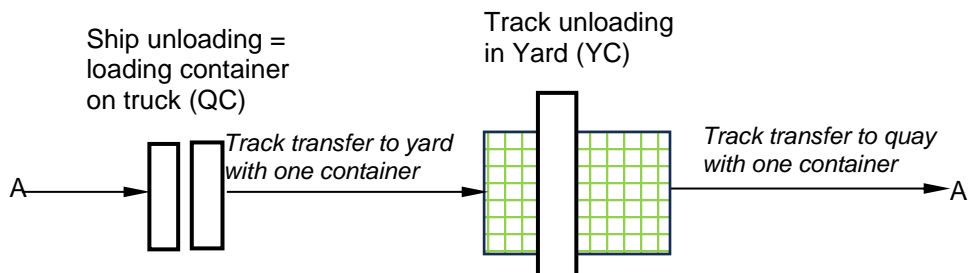 Ship unloading =
loading container
on truck (QC)
Track unloading
in Yard (YC)
A
Track transfer to yard
with one container
Track transfer to quay
with one container
A